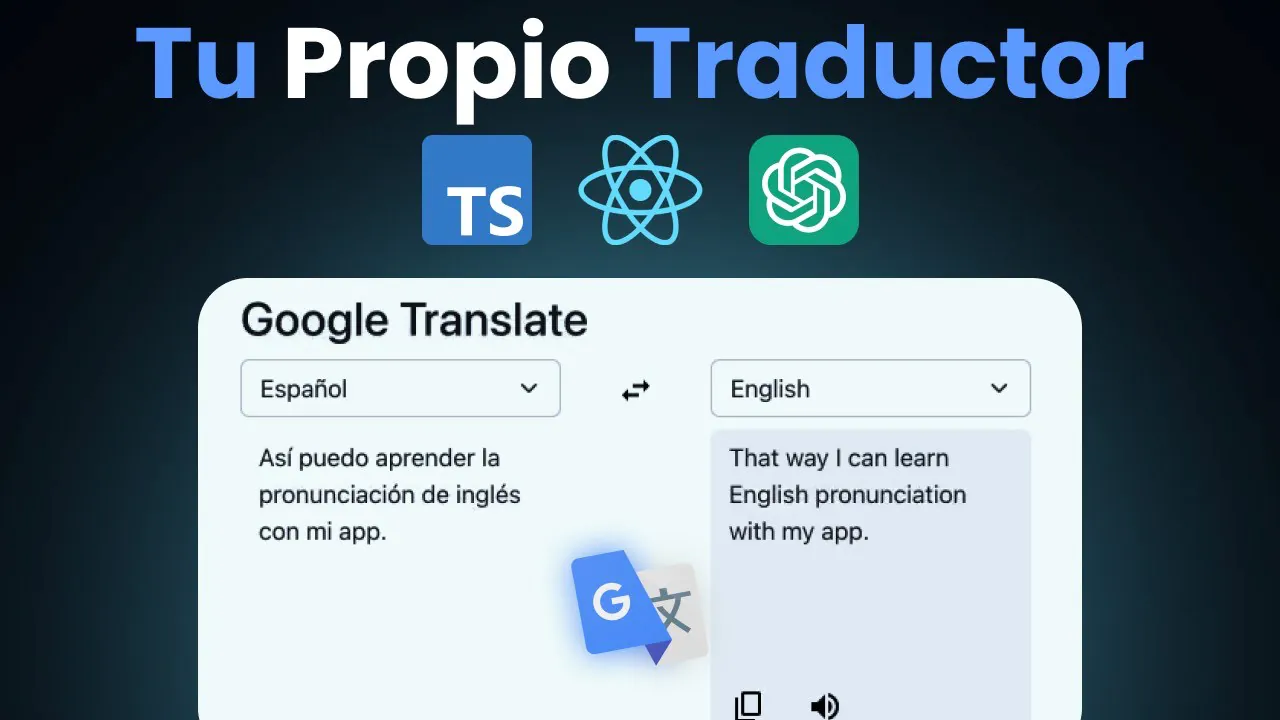 Tu Propio Traductor
TS
Google Translate
Español
English
Así puedo aprender la
pronunciación de inglés
con mi app.
That way I can learn
English pronunciation
with my app.
G
文